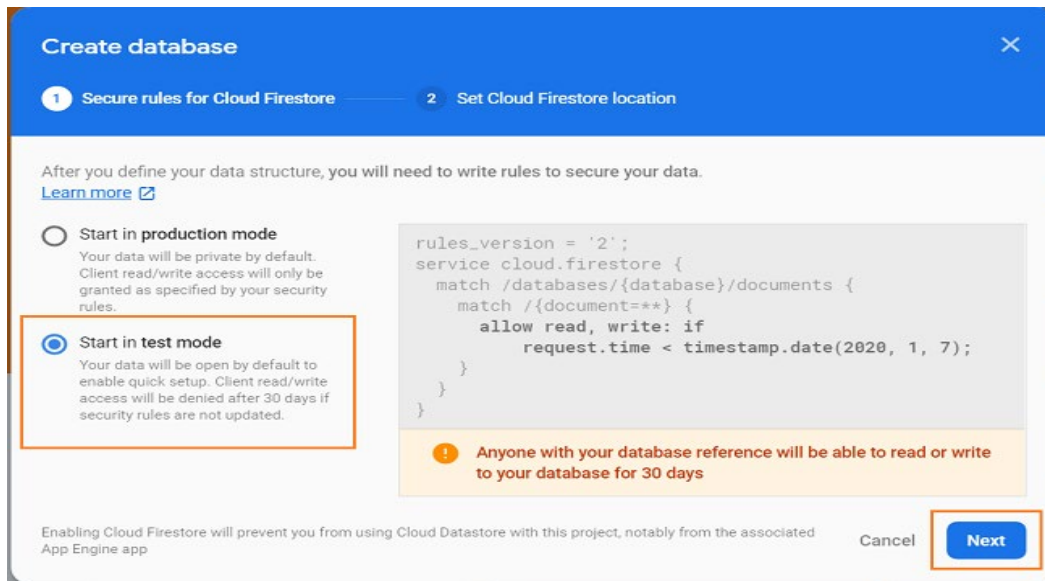 Create database
1 Secure rules for Cloud Firestore 2 Set Cloud Firestore location
After you define your data structure, you will need to write rules to secure your data.
Learn more
Start in production mode
Your data will be private by default.
Client read/write access will only be
granted as specified by your security
rules.
Start in test mode
Your data will be open by default to
enable quick setup. Client read/write
access will be denied after 30 days if
security rules are not updated.
rules_version = '2';
service cloud.firestore {
match /databases/{database}/documents {
match /{document=**} {
allow read, write: if
request.time < timestamp.date(2020, 1, 7);
}
}
}
Anyone with your database reference will be able to read or write
to your database for 30 days
Enabling Cloud Firestore will prevent you from using Cloud Datastore with this project, notably from the associated
App Engine app
Cancel Next